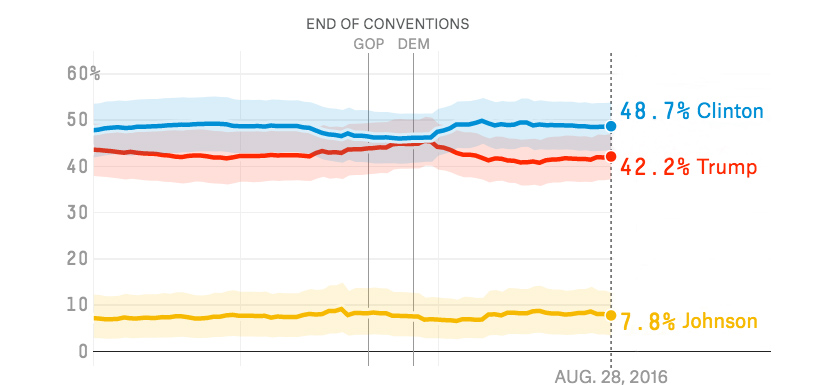 END OF CONVENTIONS
GOP DEM
60%
50
40
30
20
10
0
48.7% Clinton
42.2% Trump
7.8% Johnson
AUG. 28, 2016